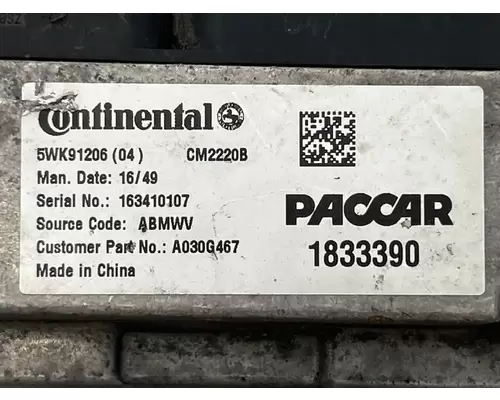 Continental
5WK91206 (04) CM2220B
Man. Date: 16/49
Serial No.: 163410107
Source Code: ABMWV
Customer Part No.: A030G467
Made in China
PACCAR
1833390